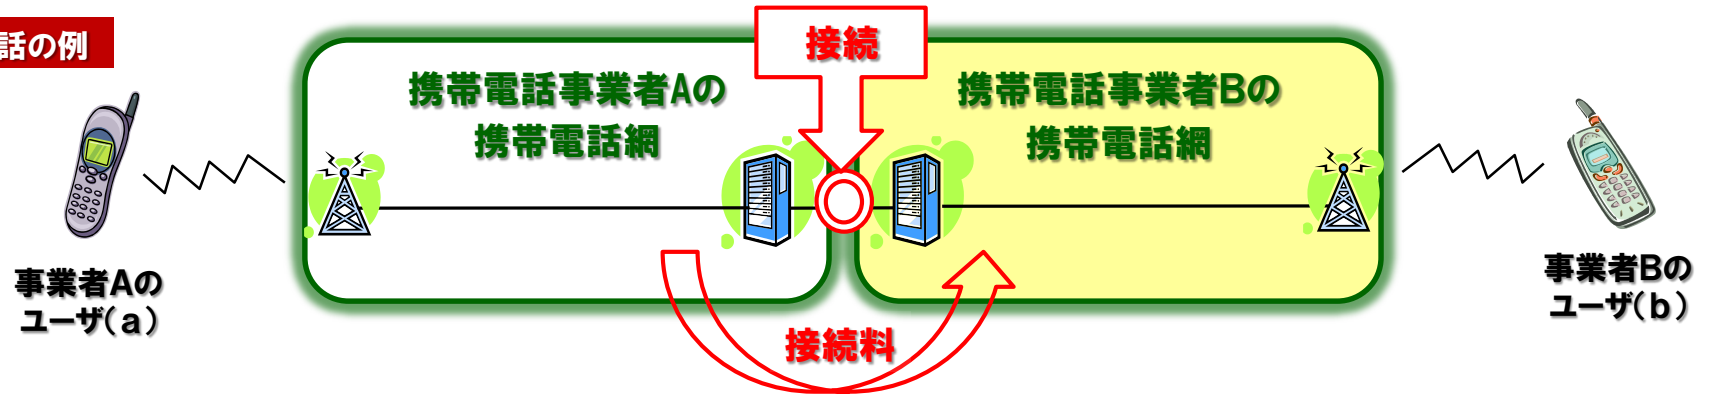 話の例
接続
携帯電話事業者Aの
携帯電話網
携帯電話事業者Bの
携帯電話網
事業者Aの
ユーザ(a)
事業者Bの
ユーザ(b)
接続料